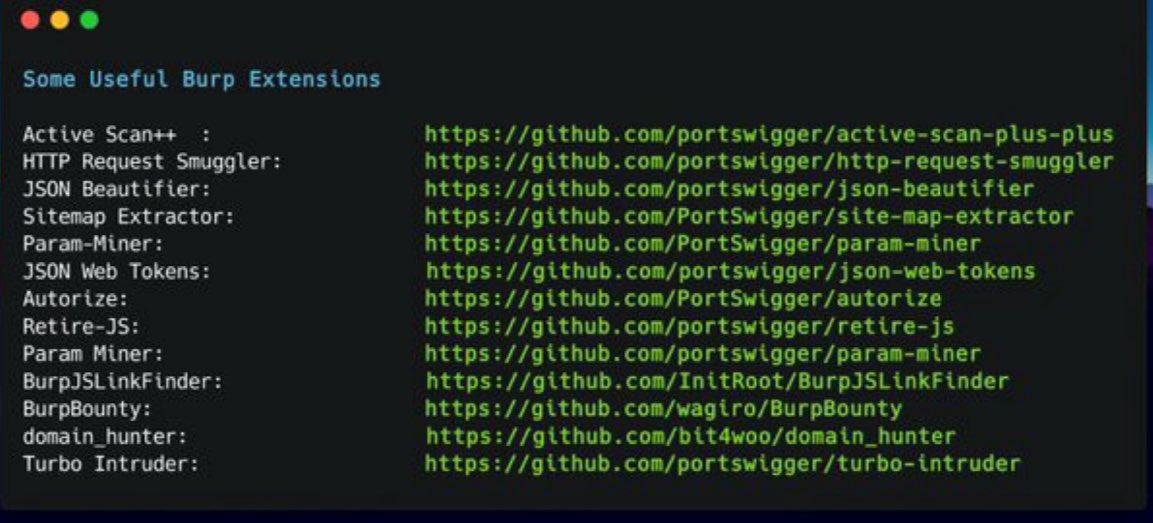 Some Useful Burp Extensions
Active Scan++ : https://github.com/portswigger/active-scan-plus-plus
HTTP Request Smuggler: https://github.com/portswigger/http-request-smuggler
JSON Beautifier: https://github.com/portswigger/json-beautifier
Sitemap Extractor: https://github.com/PortSwigger/site-map-extractor
Param-Miner: https://github.com/PortSwigger/param-miner
JSON Web Tokens: https://github.com/portswigger/json-web-tokens
Autorize: https://github.com/PortSwigger/autorize
Retire-JS: https://github.com/portswigger/retire-js
Param Miner: https://github.com/portswigger/param-miner
BurpJSLinkFinder: https://github.com/InitRoot/BurpJSLinkFinder
BurpBounty: https://github.com/wagiro/BurpBounty
domain_hunter: https://github.com/bit4woo/domain_hunter
Turbo Intruder: https://github.com/portswigger/turbo-intruder